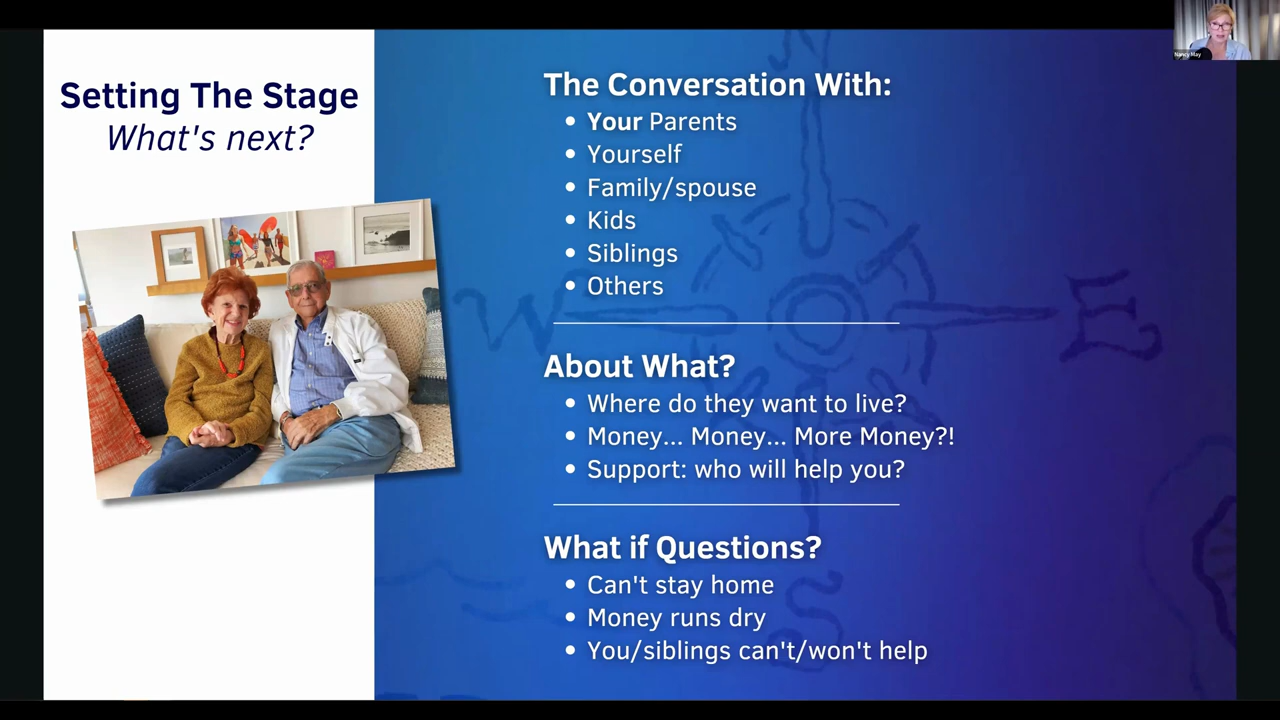 Setting The Stage
What's next?
The Conversation With:
• Your Parents
• Yourself
• Family/spouse
• Kids
• Siblings
• Others
About What?
• Where do they want to live?
• Money... Money... More Money?!
• Support: who will help you?
What if Questions?
• Can't stay home
• Money runs dry
• You/siblings can't/won't help
W
E
S
Nancy May